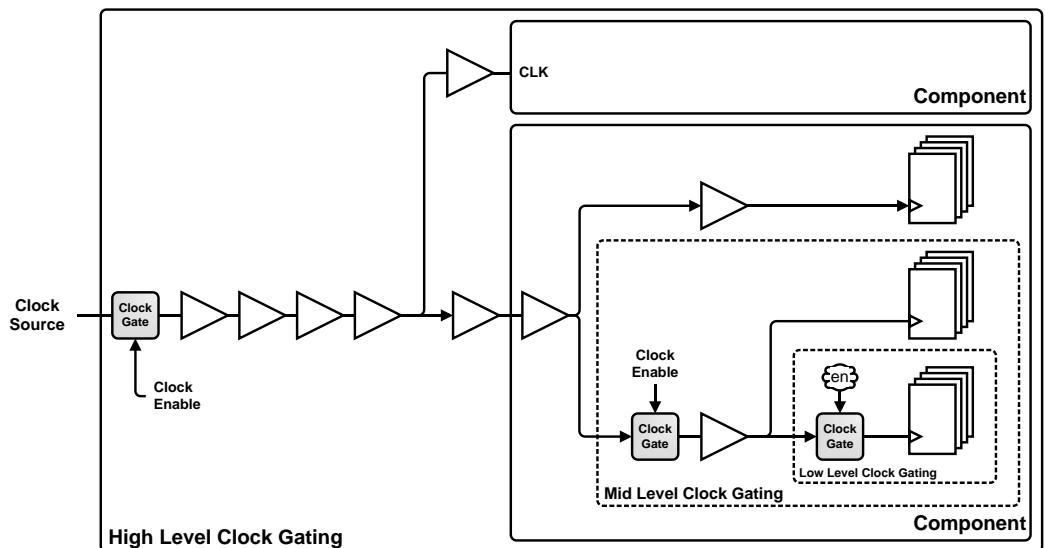 CLK
Component
Clock
Source
Clock
Gate
Clock
Enable
Clock
Enable
Clock
Gate
en
Clock
Gate
Low Level Clock Gating
Mid Level Clock Gating
Component
High Level Clock Gating